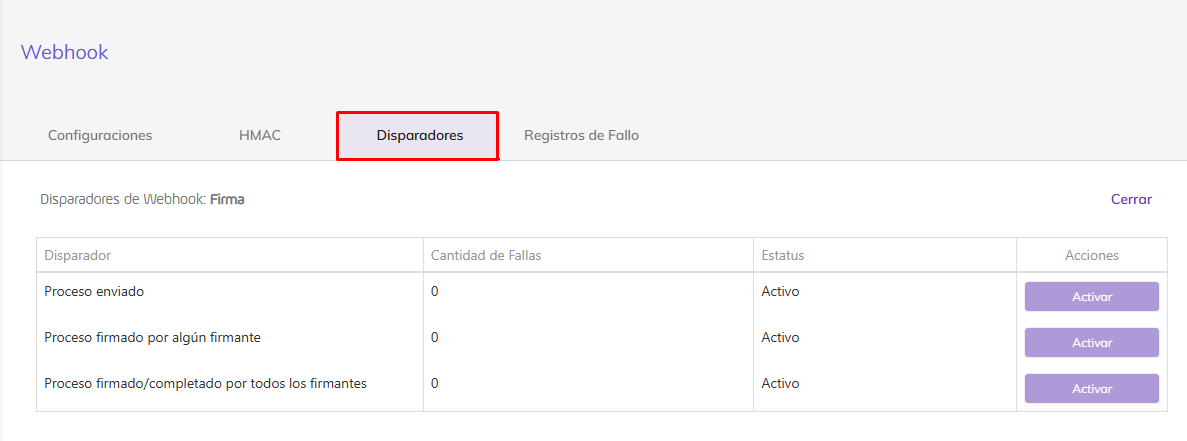 Webhook
Configuraciones HMAC Disparadores Registros de Fallo
Disparadores de Webhook: Firma Cerrar
Disparador Cantidad de Fallas Estatus Acciones
Proceso enviado 0 Activo Activar
Proceso firmado por algún firmante 0 Activo Activar
Proceso firmado/completado por todos los firmantes 0 Activo Activar